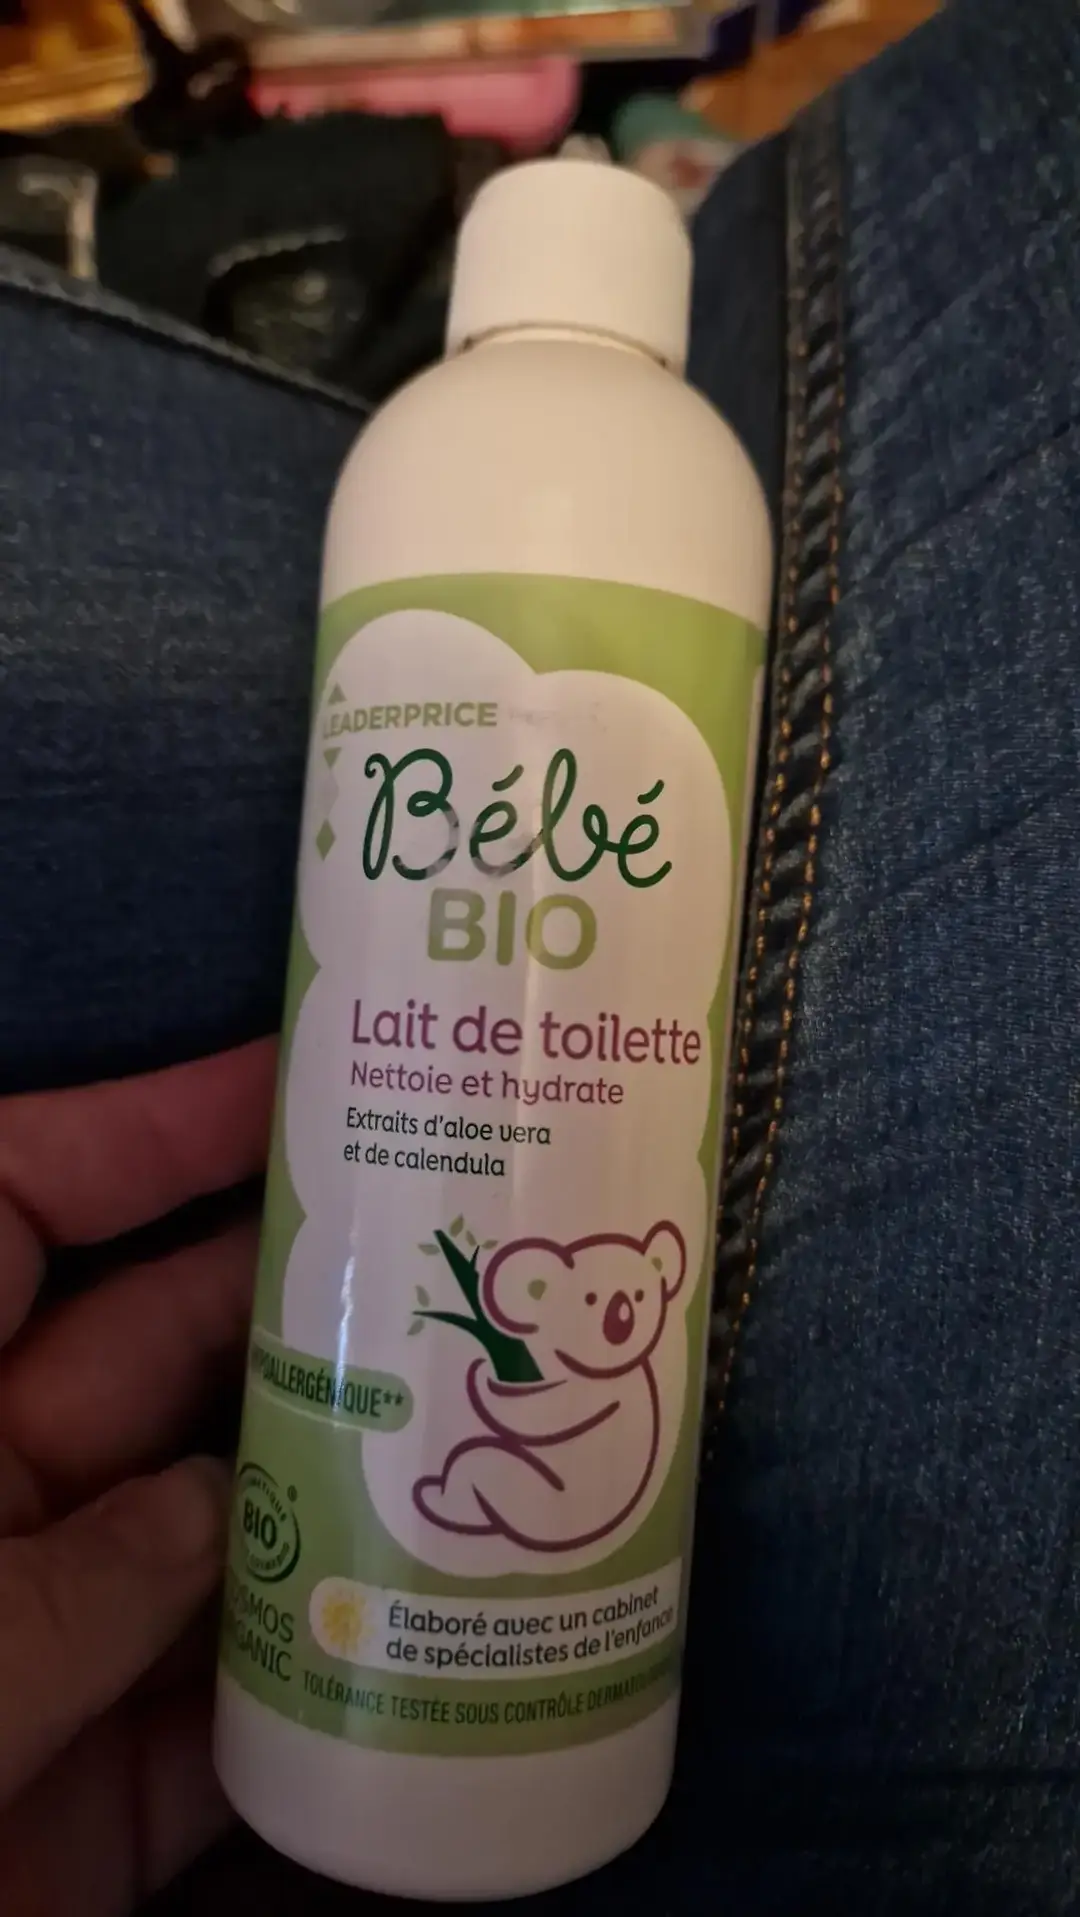 LEADERPRICE
Bébé
BIO
Lait de toilette
Nettoie et hydrate
Extraits d'aloe vera
et de calendula
HYPOALLERGÉNIQUE**
BIO
®
COSMOS
ORGANIC
Élaboré avec un cabinet
de spécialistes de l'enfance
TOLÉRANCE TESTÉE SOUS CONTRÔLE